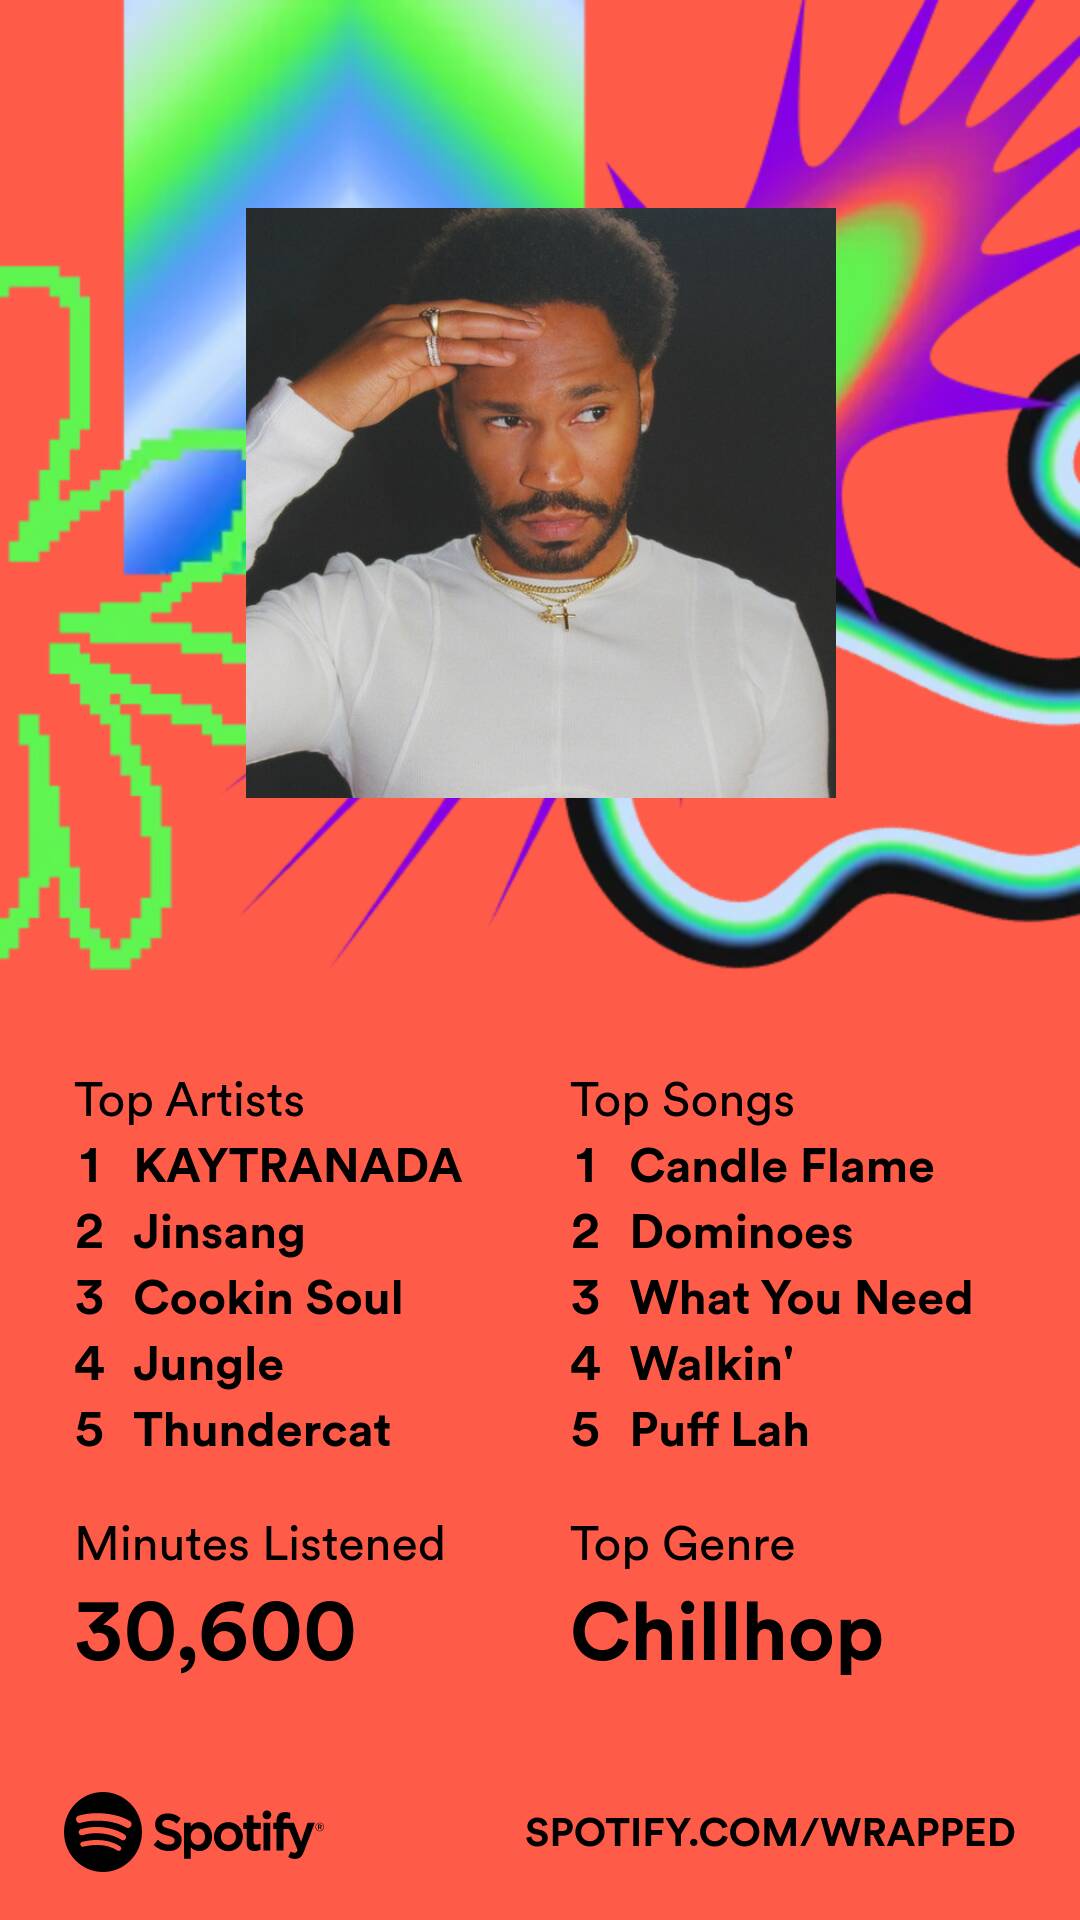 Top Artists
1 KAYTRANADA
2 Jinsang
3 Cookin Soul
4 Jungle
5 Thundercat
Top Songs
1 Candle Flame
2 Dominoes
3 What You Need
4 Walkin'
5 Puff Lah
Minutes Listened
30,600
Top Genre
Chillhop
Spotify®
SPOTIFY.COM/WRAPPED